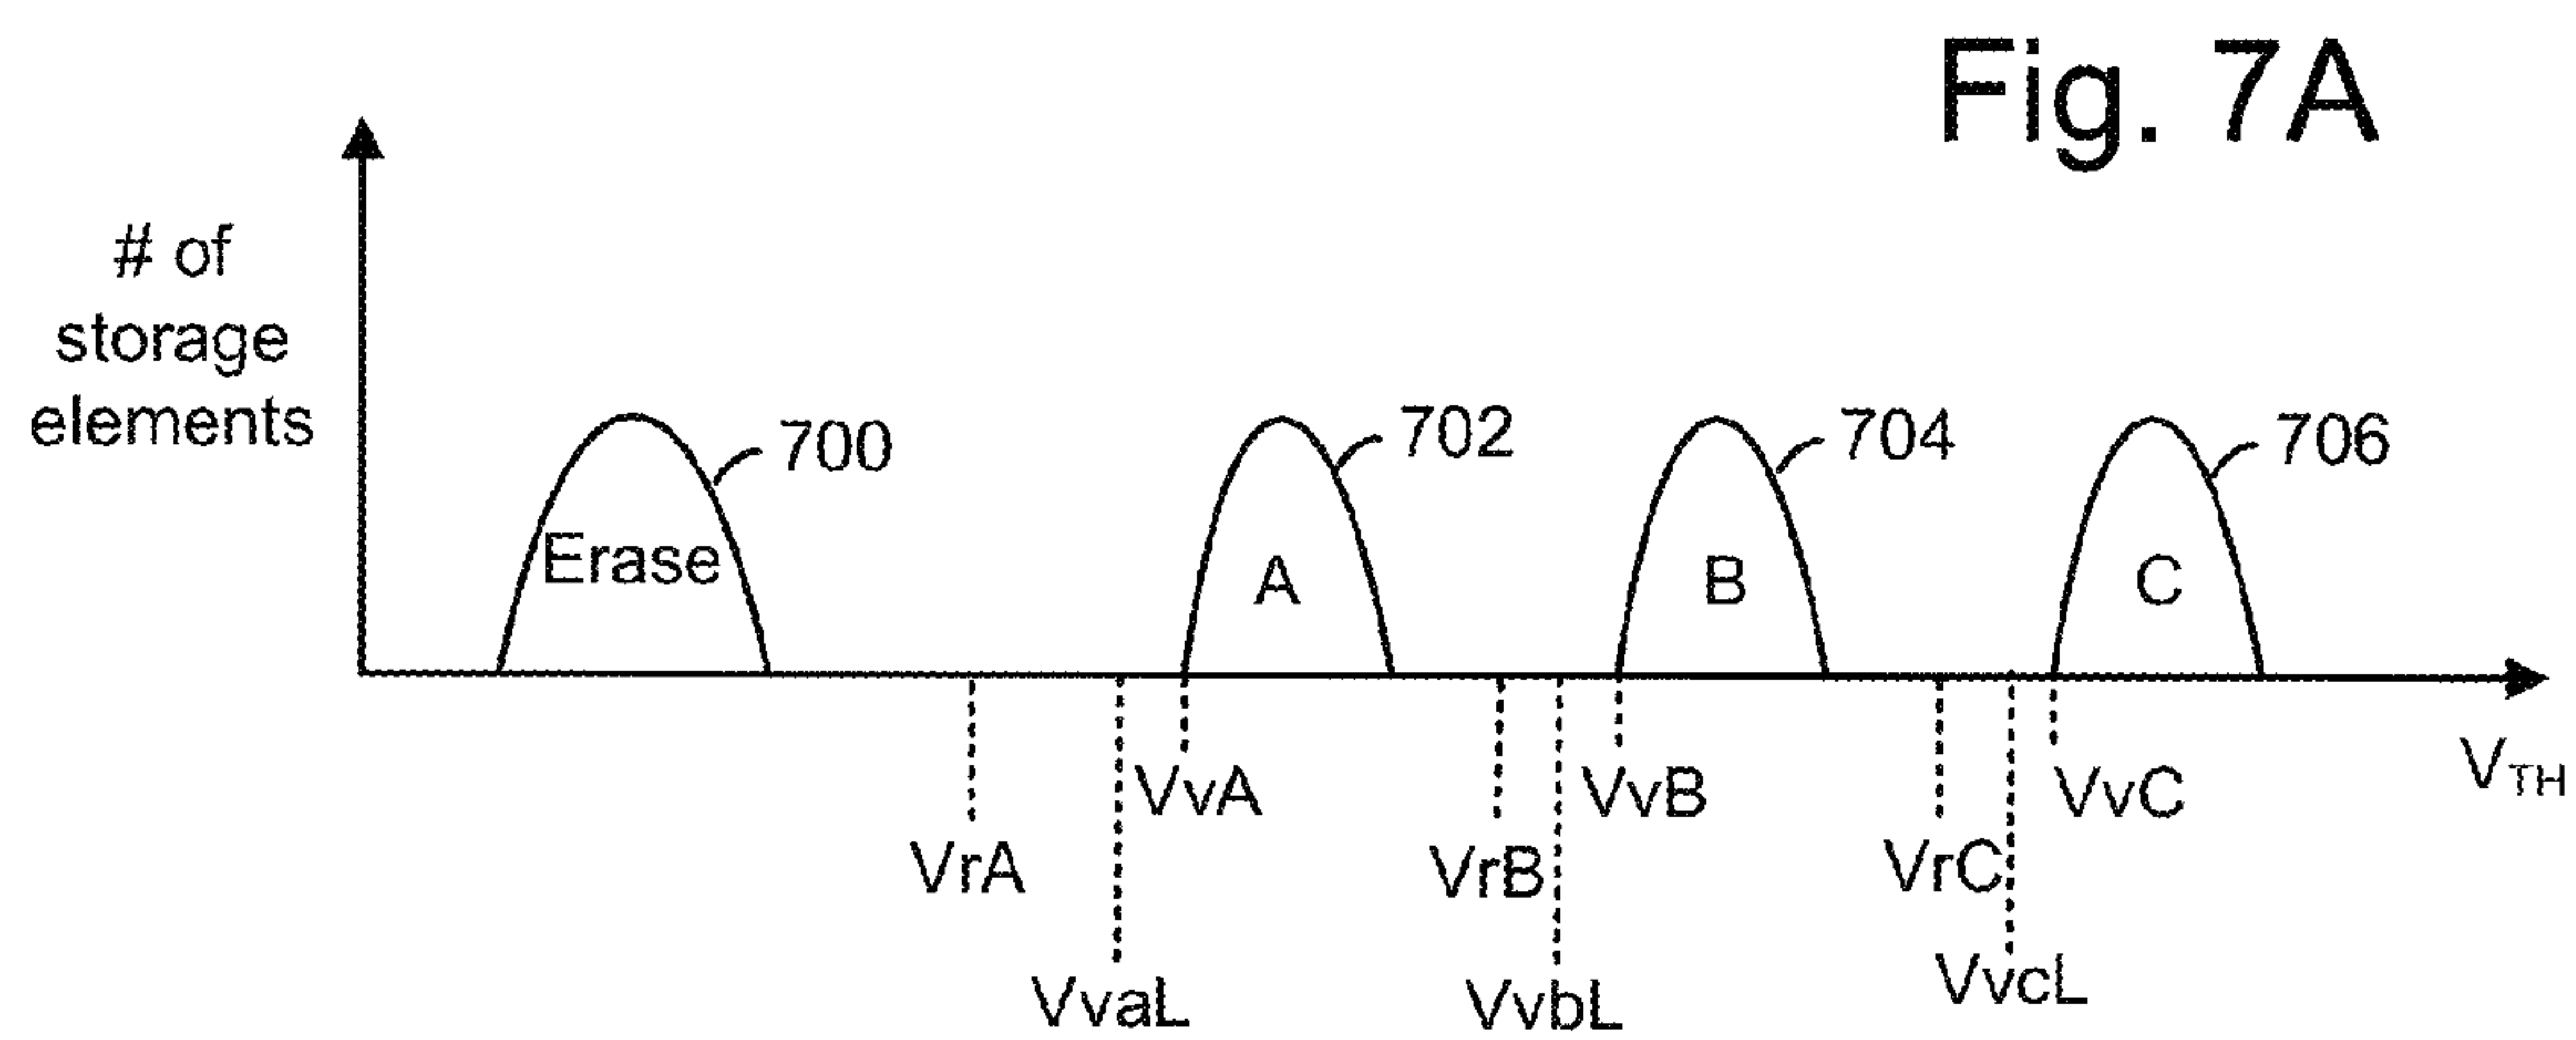 Fig. 7A
# of
storage
elements
700
702
704
706
Erase
A
B
C
VvA
VvB
VvC
VTH
VrA
VrB
VrC
VvaL
VvbL
VvcL